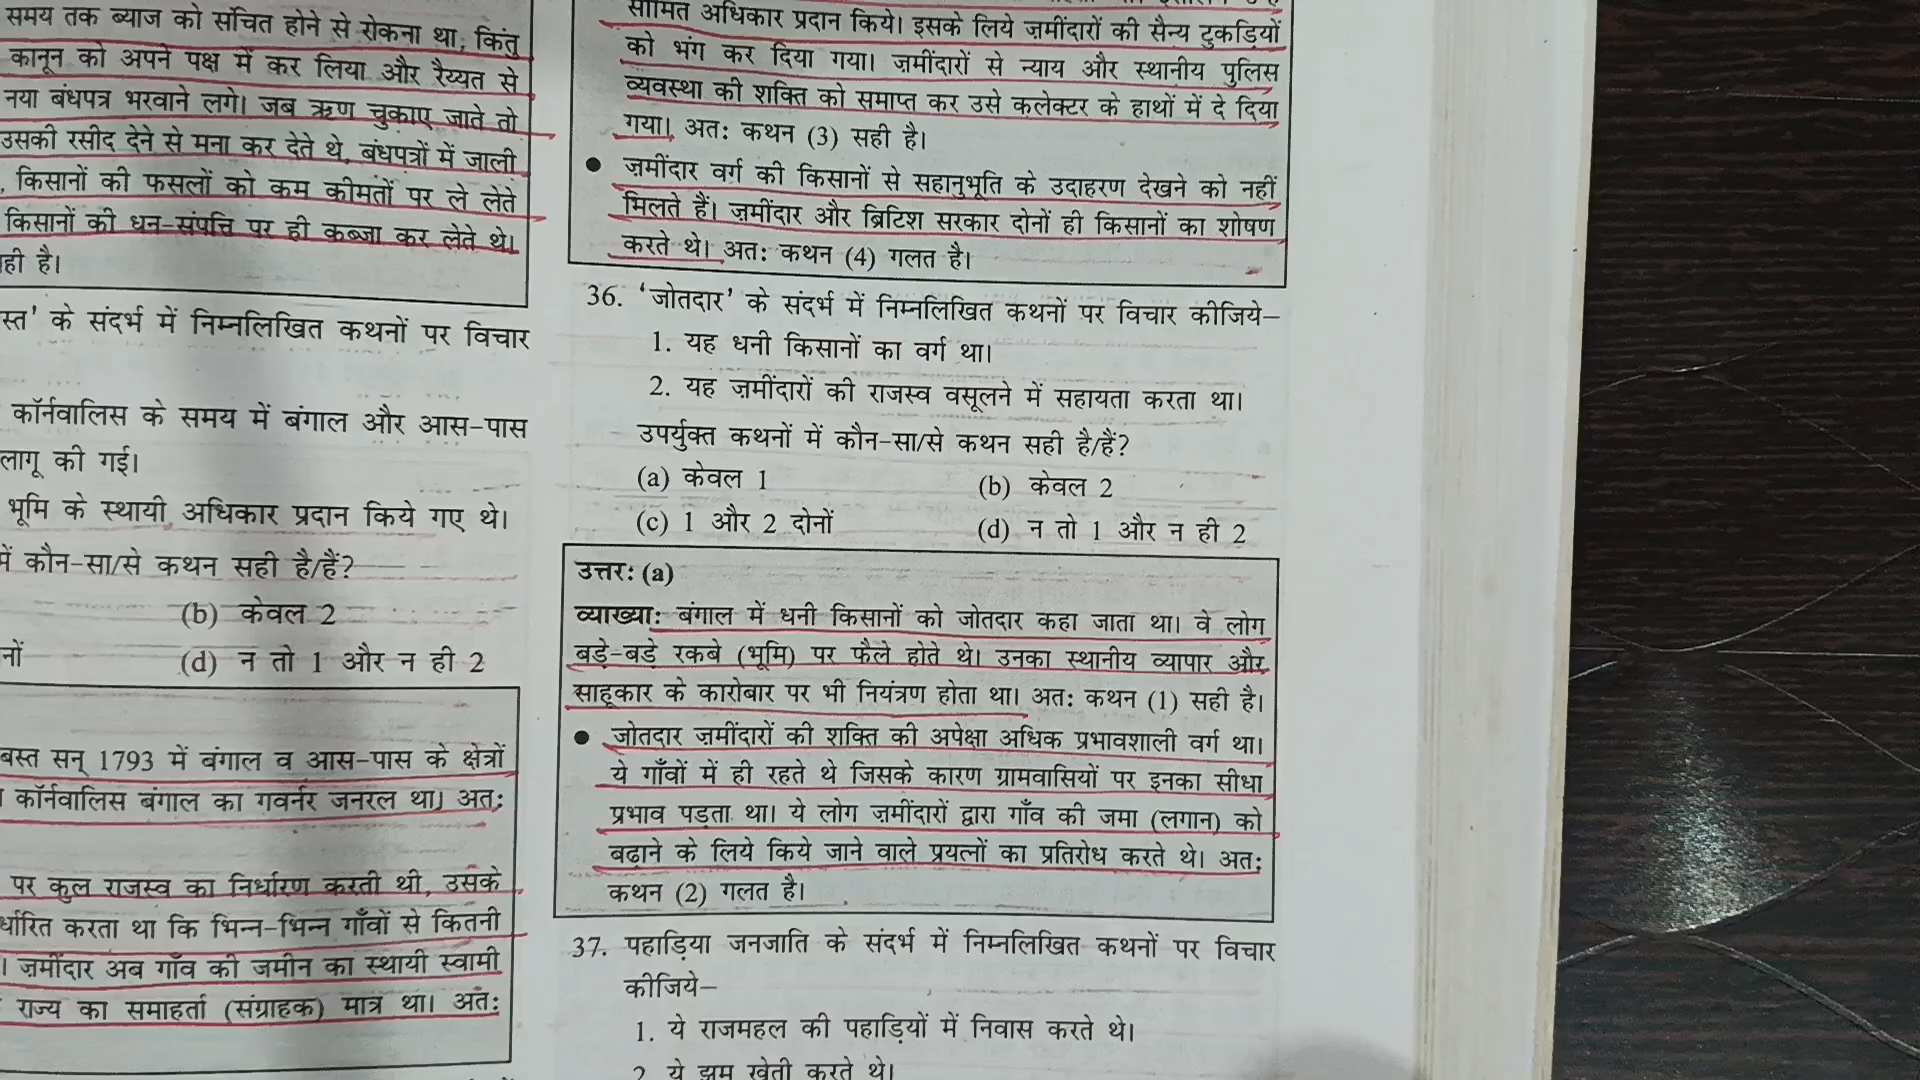 समय तक ब्याज को संचित होने से रोकना था, किंतु
कानून को अपने पक्ष में कर लिया और रैय्यत से
नया बंधपत्र भरवाने लगे। जब ऋण चुकाए जाते तो
उसकी रसीद देने से मना कर देते थे, बंधपत्रों में जाली
, किसानों की फसलों को कम कीमतों पर ले लेते
किसानों की धन-संपत्ति पर ही कब्जा कर लेते थे।
ही है।
स्त' के संदर्भ में निम्नलिखित कथनों पर विचार
कॉर्नवालिस के समय में बंगाल और आस-पास
लागू की गई।
भूमि के स्थायी अधिकार प्रदान किये गए थे।
में कौन-सा/से कथन सही है/हैं?
(b) केवल 2
नों (d) न तो 1 और न ही 2
बस्त सन् 1793 में बंगाल व आस-पास के क्षेत्रों
कॉर्नवालिस बंगाल का गवर्नर जनरल था। अतः
पर कुल राजस्व का निर्धारण करती थी, उसके
र्धारित करता था कि भिन्न-भिन्न गाँवों से कितनी
। ज़मींदार अब गाँव की जमीन का स्थायी स्वामी
राज्य का समाहर्ता (संग्राहक) मात्र था। अतः
सीमित अधिकार प्रदान किये। इसके लिये ज़मींदारों की सैन्य टुकड़ियों
को भंग कर दिया गया। ज़मींदारों से न्याय और स्थानीय पुलिस
व्यवस्था की शक्ति को समाप्त कर उसे कलेक्टर के हाथों में दे दिया
गया। अतः कथन (3) सही है।
● ज़मींदार वर्ग की किसानों से सहानुभूति के उदाहरण देखने को नहीं
मिलते हैं। ज़मींदार और ब्रिटिश सरकार दोनों ही किसानों का शोषण
करते थे। अतः कथन (4) गलत है।
36. 'जोतदार' के संदर्भ में निम्नलिखित कथनों पर विचार कीजिये–
1. यह धनी किसानों का वर्ग था।
2. यह ज़मींदारों की राजस्व वसूलने में सहायता करता था।
उपर्युक्त कथनों में कौन-सा/से कथन सही है/हैं?
(a) केवल 1 (b) केवल 2
(c) 1 और 2 दोनों (d) न तो 1 और न ही 2
उत्तरः (a)
व्याख्याः बंगाल में धनी किसानों को जोतदार कहा जाता था। वे लोग
बड़े-बड़े रकबे (भूमि) पर फैले होते थे। उनका स्थानीय व्यापार और
साहूकार के कारोबार पर भी नियंत्रण होता था। अतः कथन (1) सही है।
● जोतदार ज़मींदारों की शक्ति की अपेक्षा अधिक प्रभावशाली वर्ग था।
ये गाँवों में ही रहते थे जिसके कारण ग्रामवासियों पर इनका सीधा
प्रभाव पड़ता था। ये लोग ज़मींदारों द्वारा गाँव की जमा (लगान) को
बढ़ाने के लिये किये जाने वाले प्रयत्नों का प्रतिरोध करते थे। अतः
कथन (2) गलत है।
37. पहाड़िया जनजाति के संदर्भ में निम्नलिखित कथनों पर विचार
कीजिये–
1. ये राजमहल की पहाड़ियों में निवास करते थे।
2. ये झूम खेती करते थे।